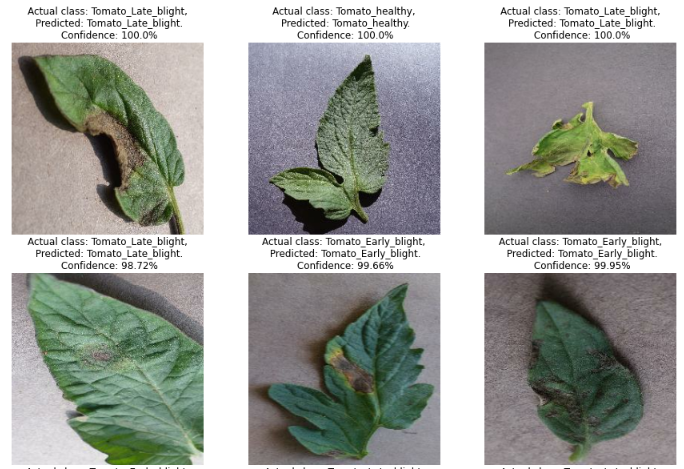 Actual class: Tomato_Late_blight,
Predicted: Tomato_Late_blight.
Confidence: 100.0%
Actual class: Tomato_healthy,
Predicted: Tomato_healthy.
Confidence: 100.0%
Actual class: Tomato_Late_blight,
Predicted: Tomato_Late_blight.
Confidence: 100.0%
Actual class: Tomato_Late_blight,
Predicted: Tomato_Late_blight.
Confidence: 98.72%
Actual class: Tomato_Early_blight,
Predicted: Tomato_Early_blight.
Confidence: 99.66%
Actual class: Tomato_Early_blight,
Predicted: Tomato_Early_blight.
Confidence: 99.95%